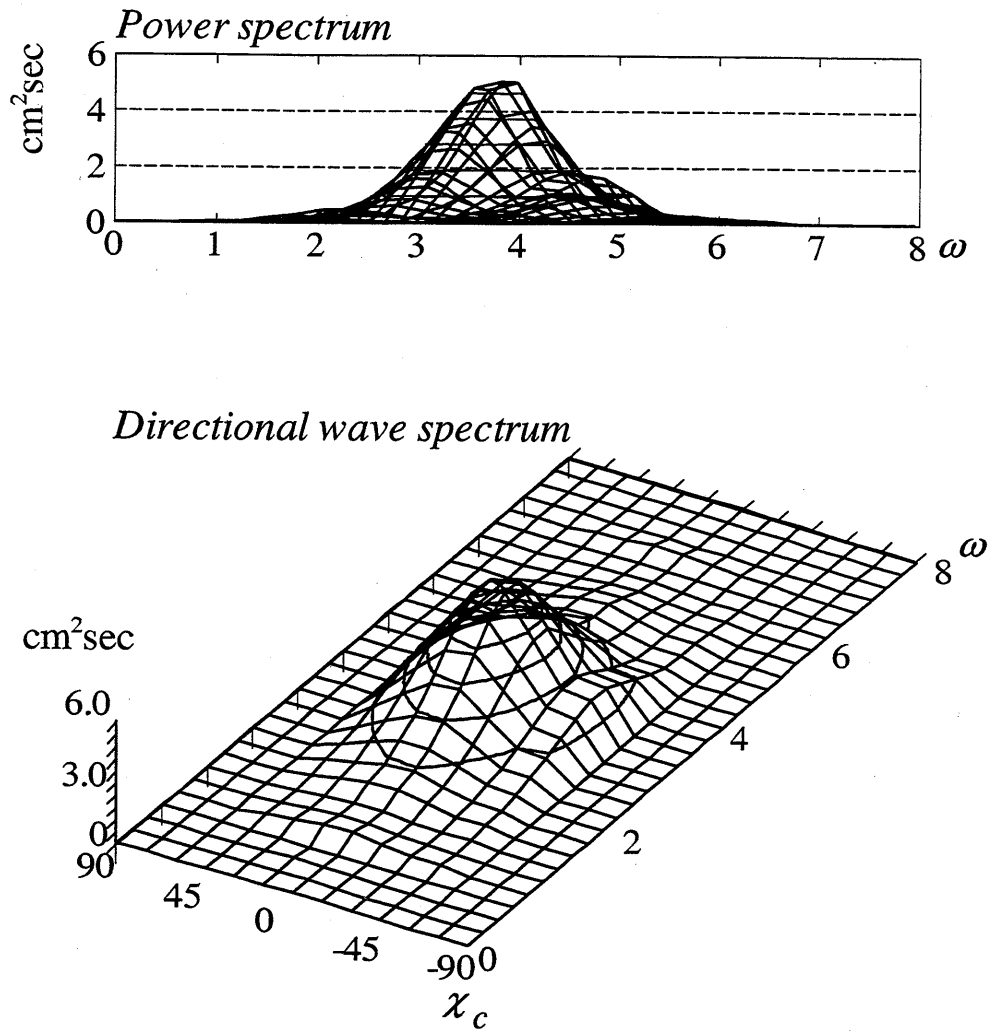 Power spectrum
cm²sec
6
4
2
0
0 1 2 3 4 5 6 7 8 ω
Directional wave spectrum
ω
8
6
4
2
0
cm²sec
6.0
3.0
0
90
45
0
-45
-90
χc